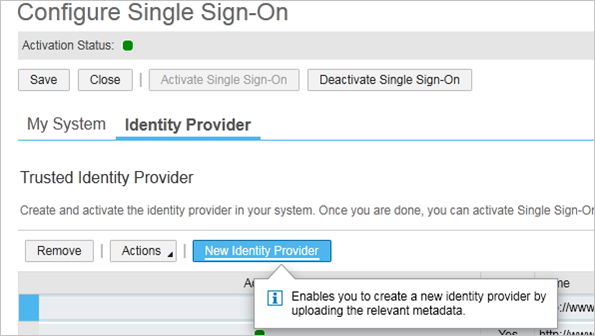 Configure Single Sign-On
Activation Status:
Save Close Activate Single Sign-On Deactivate Single Sign-On
My System Identity Provider
Trusted Identity Provider
Create and activate the identity provider in your system. Once you are done, you can activate Single Sign-On
Remove Actions New Identity Provider
Enables you to create a new identity provider by
uploading the relevant metadata.
Yes